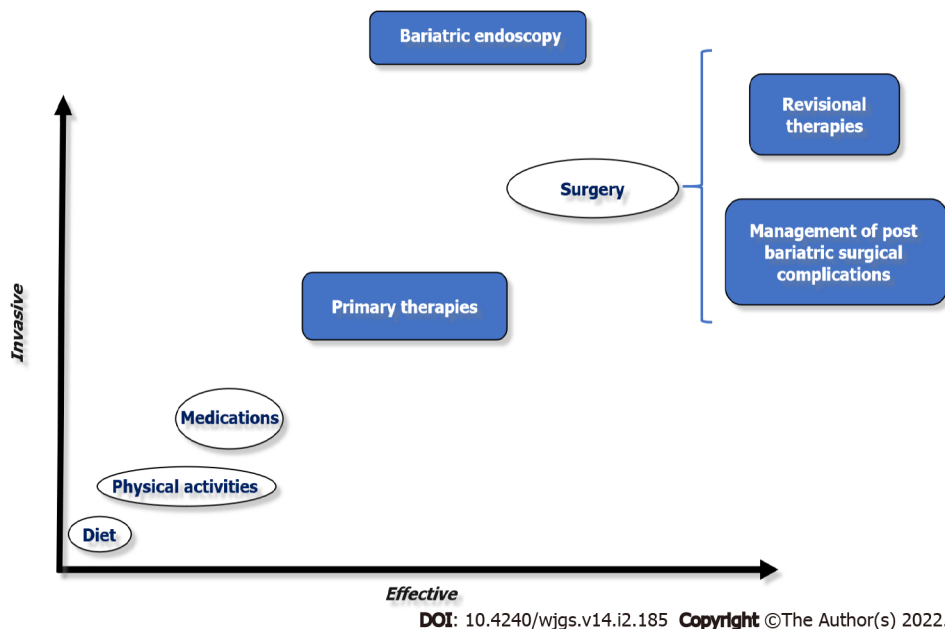 Bariatric endoscopy
Revisional
therapies
Surgery
Management of post
bariatric surgical
complications
Primary therapies
Invasive
Medications
Physical activities
Diet
Effective
DOI: 10.4240/wjgs.v14.i2.185 Copyright ©The Author(s) 2022.